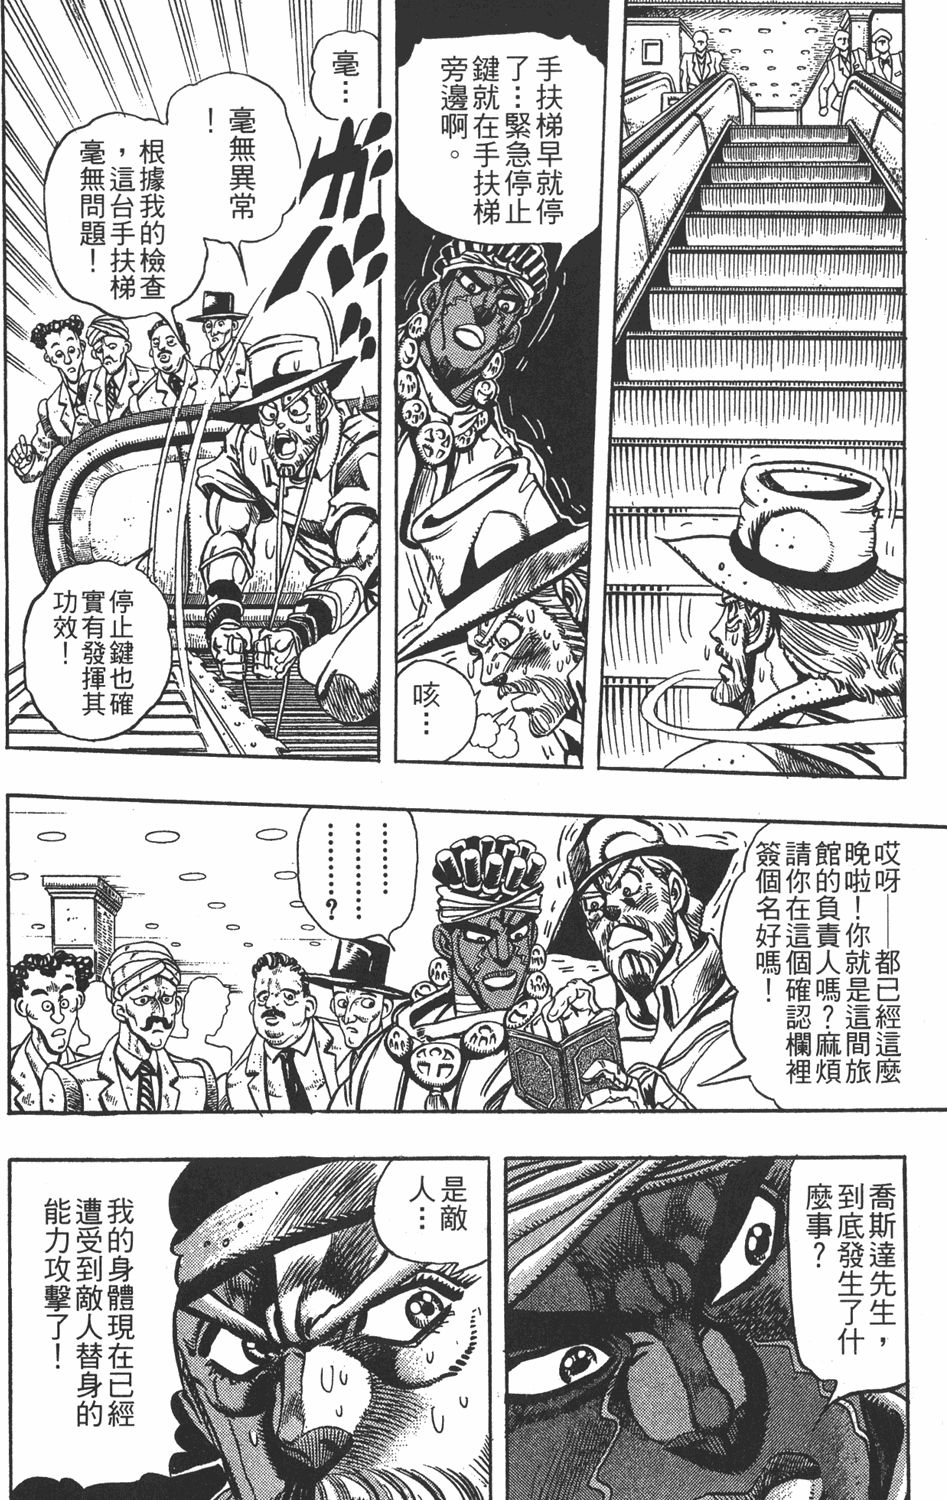 手扶梯早就停
了…緊急停止
鍵就在手扶梯
旁邊啊。
咳…
毫…
毫無異常
！
根據我的檢查
，這台手扶梯
毫無問題！
ガバッ
停止鍵也確
實有發揮其
功效！
哎呀──都已經這麼
晚啦！你就是這間旅
館的負責人嗎？麻煩
請你在這個確認欄裡
簽個名好嗎！
…………
…………？
喬斯達先生，
到底發生了什
麼事？
是敵
人…
我的身體現在已經
遭受到敵人替身的
能力攻擊了！